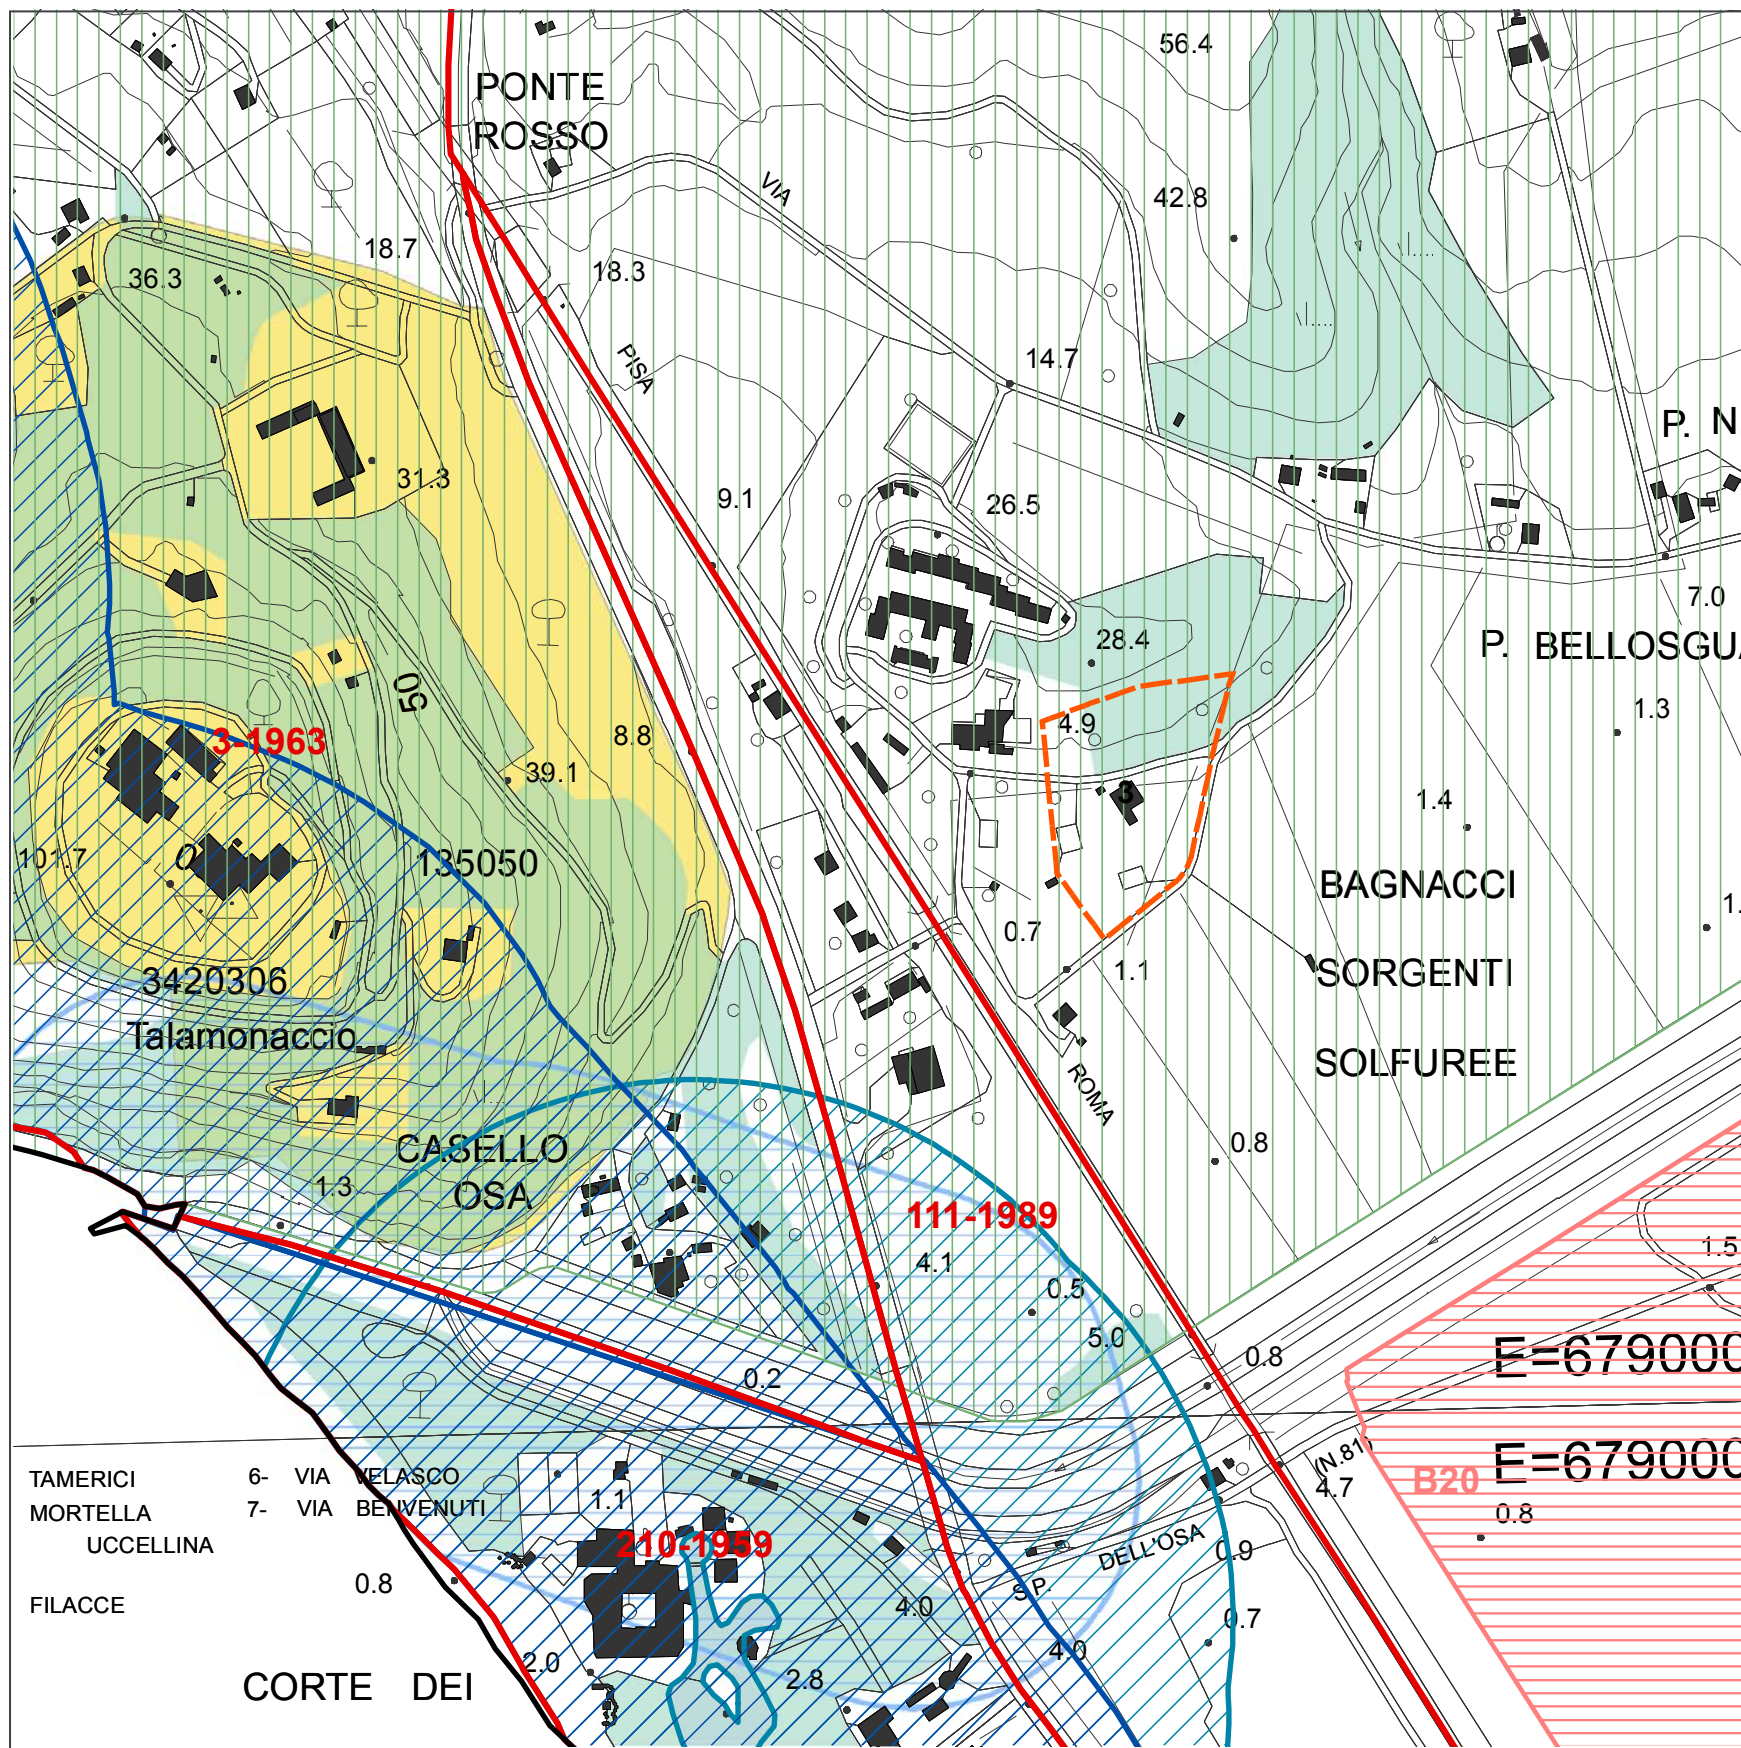 56.4
PONTE
ROSSO
VIA
42.8
18.7
36.3
18.3
PISA
14.7
P. N
31.3
9.1
26.5
7.0
28.4
P. BELLOSGU
50
1.3
4.9
3-1963
8.8
39.1
3
1.4
101.7
0
135050
BAGNACCI
1.
0.7
1.1
SORGENTI
3420306
Talamonaccio
SOLFUREE
ROMA
CASELLO
OSA
0.8
1.3
111-1989
4.1
1.5
0.5
5.0
0.8
E=679000
0.2
(N.81)
B20
E=679000
4.7
0.8
TAMERICI 6- VIA VELASCO
MORTELLA 7- VIA BENVENUTI
UCCELLINA
1.1
210-1959
DELL'OSA
0.9
S.P.
0.8
FILACCE
4.0
0.7
4.0
2.0
2.8
CORTE DEI